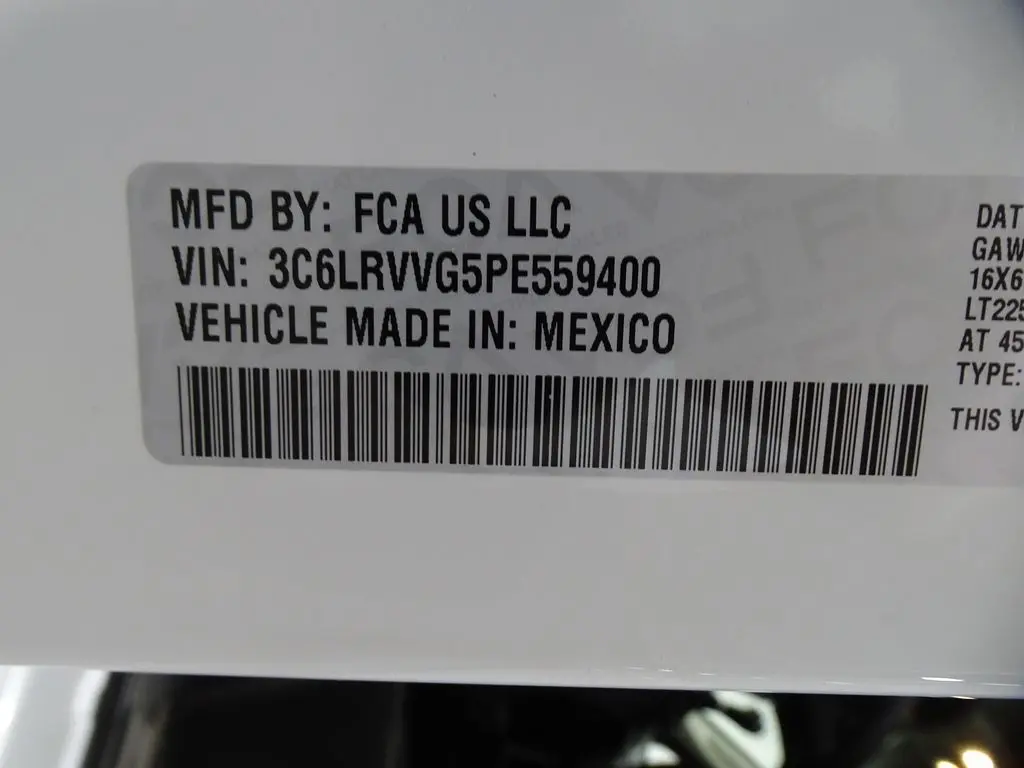 MFD BY: FCA US LLC
VIN: 3C6LRVVG5PE559400
VEHICLE MADE IN: MEXICO
DAT
GAW
16X6
LT225
AT 45
TYPE:
THIS V